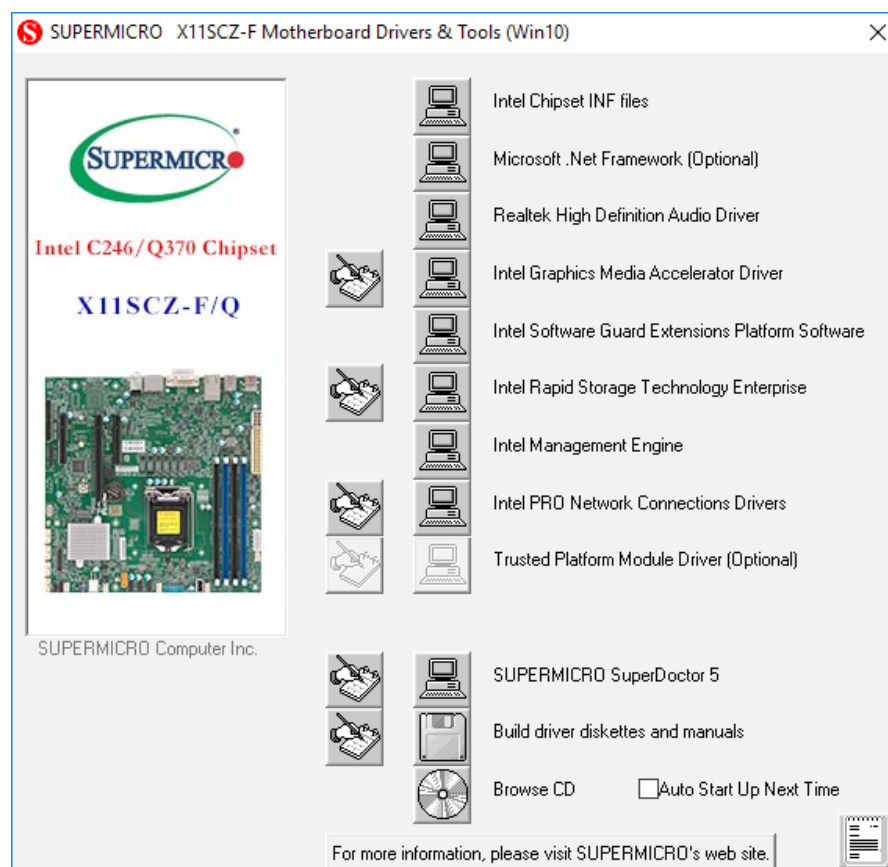 SUPERMICRO X11SCZ-F Motherboard Drivers & Tools (Win10)
SUPERMICRO
Intel C246/Q370 Chipset
X11SCZ-F/Q
SUPERMICRO Computer Inc.
Intel Chipset INF files
Microsoft .Net Framework (Optional)
Realtek High Definition Audio Driver
Intel Graphics Media Accelerator Driver
Intel Software Guard Extensions Platform Software
Intel Rapid Storage Technology Enterprise
Intel Management Engine
Intel PRO Network Connections Drivers
Trusted Platform Module Driver (Optional)
SUPERMICRO SuperDoctor 5
Build driver diskettes and manuals
Browse CD
Auto Start Up Next Time
For more information, please visit SUPERMICRO's web site.